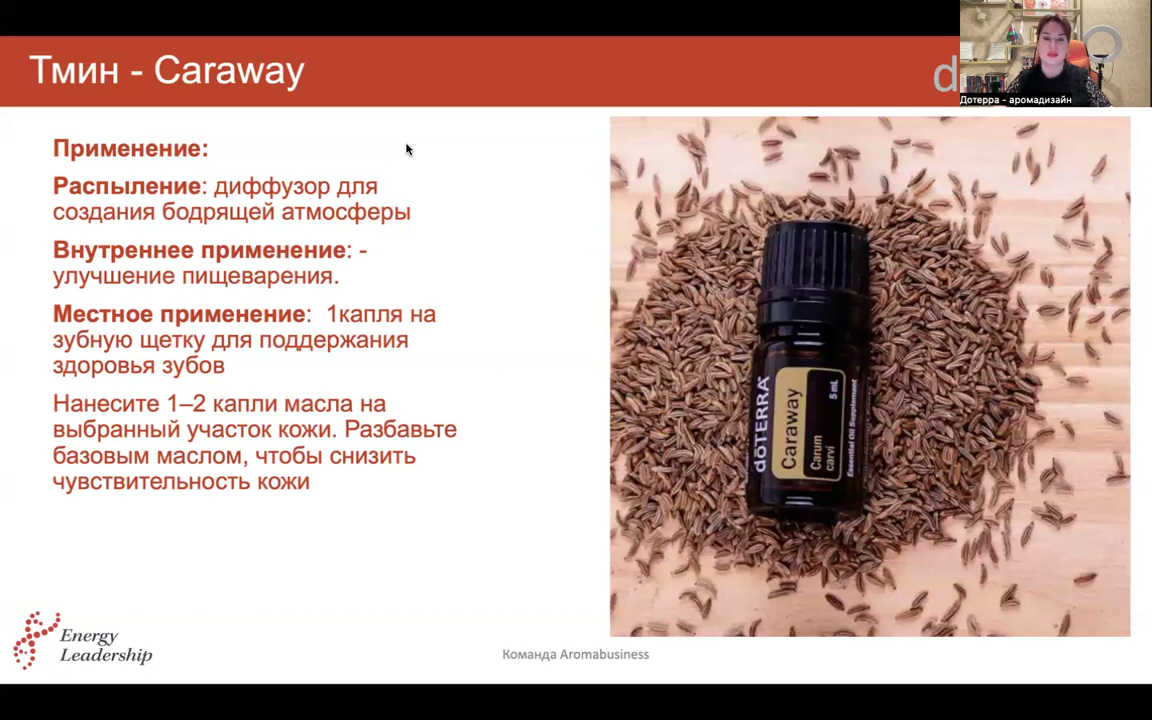 Тмин - Caraway
d
Дотерра - аромадизайн
Применение:
Распыление: диффузор для
создания бодрящей атмосферы
Внутреннее применение: -
улучшение пищеварения.
Местное применение:  1капля на
зубную щетку для поддержания
здоровья зубов
Нанесите 1–2 капли масла на
выбранный участок кожи. Разбавьте
базовым маслом, чтобы снизить
чувствительность кожи
dōTERRA
Caraway
Carum
carvi
5 mL
Essential Oil Supplement
Energy
Leadership
Команда Aromabusiness